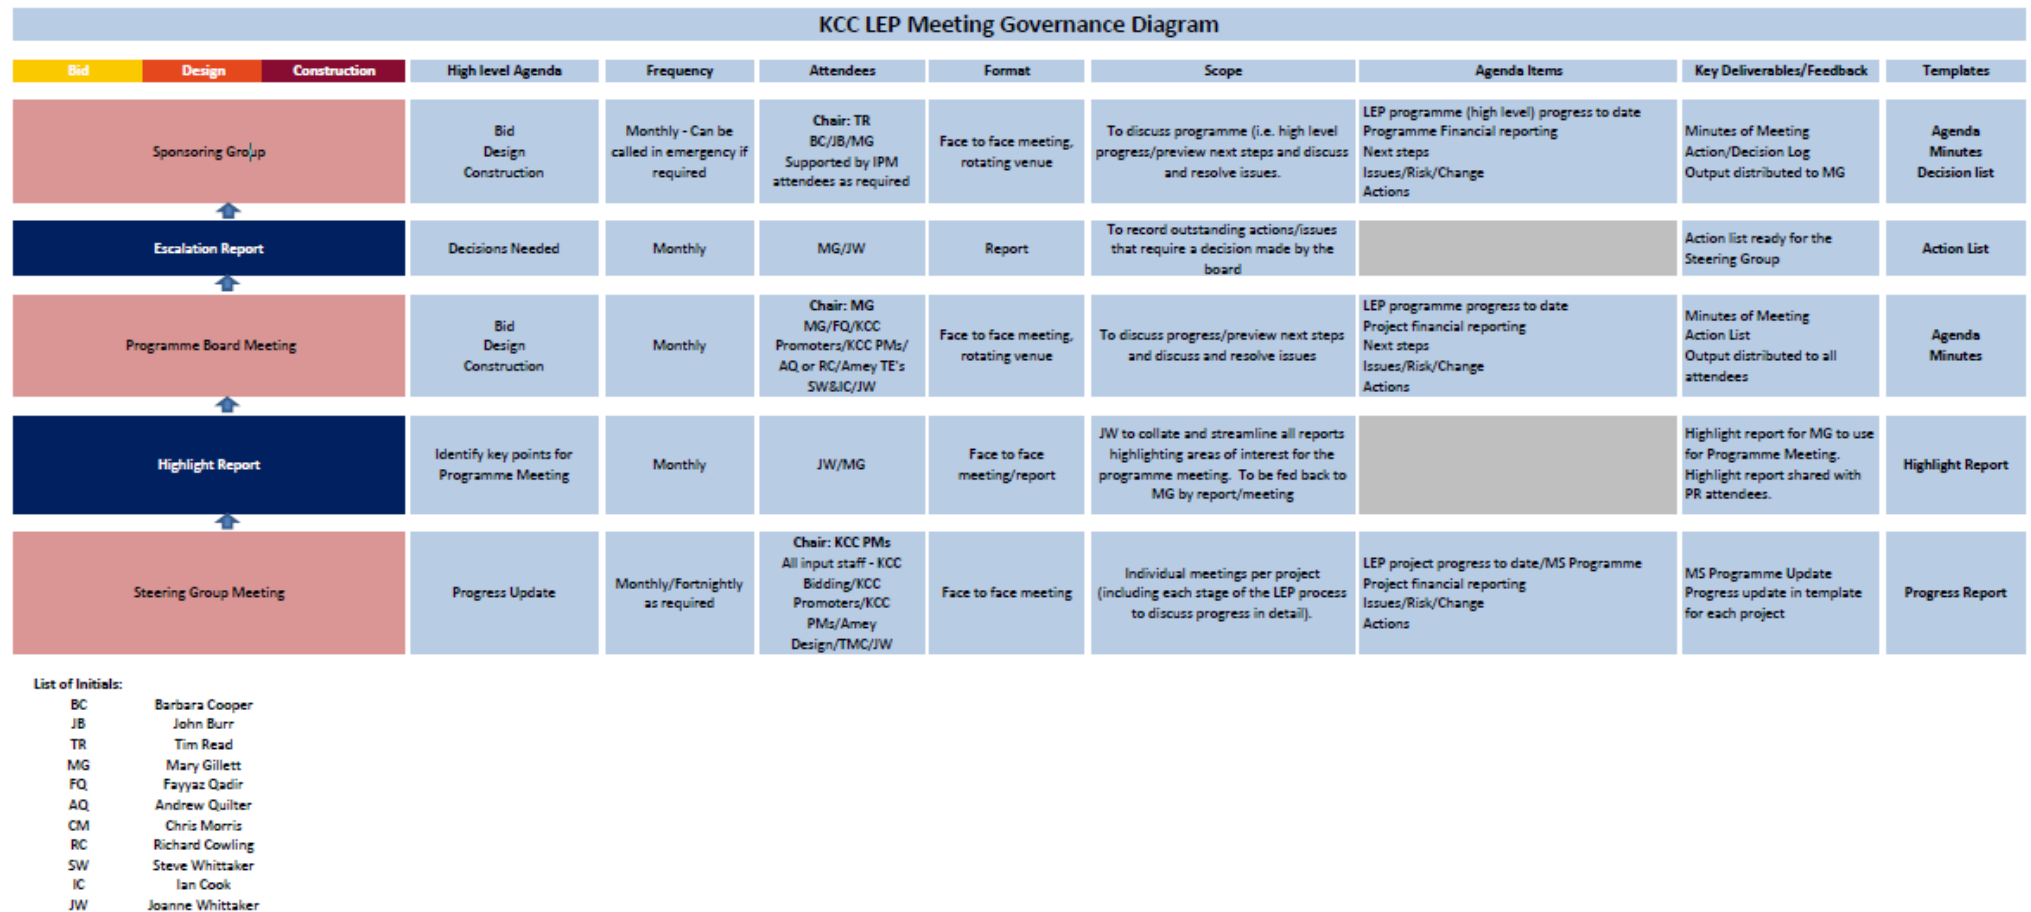 KCC LEP Meeting Governance Diagram
Bid Design Construction High level Agenda Frequency Attendees Format Scope Agenda Items Key Deliverables/Feedback Templates
Sponsoring Group
Bid
Design
Construction
Monthly - Can be
called in emergency if
required
Chair: TR
BC/JB/MG
Supported by IPM
attendees as required
Face to face meeting,
rotating venue
To discuss programme (i.e. high level
progress/preview next steps and discuss
and resolve issues.
LEP programme (high level) progress to date
Programme Financial reporting
Next steps
Issues/Risk/Change
Actions
Minutes of Meeting
Action/Decision Log
Output distributed to MG
Agenda
Minutes
Decision list
Escalation Report
Decisions Needed
Monthly
MG/JW
Report
To record outstanding actions/issues
that require a decision made by the
board
Action list ready for the
Steering Group
Action List
Programme Board Meeting
Bid
Design
Construction
Monthly
Chair: MG
MG/FQ/KCC
Promoters/KCC PMs/
AQ or RC/Amey TE's
SW&IC/JW
Face to face meeting,
rotating venue
To discuss progress/preview next steps
and discuss and resolve issues
LEP programme progress to date
Project financial reporting
Next steps
Issues/Risk/Change
Actions
Minutes of Meeting
Action List
Output distributed to all
attendees
Agenda
Minutes
Highlight Report
Identify key points for
Programme Meeting
Monthly
JW/MG
Face to face
meeting/report
JW to collate and streamline all reports
highlighting areas of interest for the
programme meeting. To be fed back to
MG by report/meeting
Highlight report for MG to use
for Programme Meeting.
Highlight report shared with
PR attendees.
Highlight Report
Steering Group Meeting
Progress Update
Monthly/Fortnightly
as required
Chair: KCC PMs
All input staff - KCC
Bidding/KCC
Promoters/KCC
PMs/Amey
Design/TMC/JW
Face to face meeting
Individual meetings per project
(including each stage of the LEP process
to discuss progress in detail).
LEP project progress to date/MS Programme
Project financial reporting
Issues/Risk/Change
Actions
MS Programme Update
Progress update in template
for each project
Progress Report
List of Initials:
BC Barbara Cooper
JB John Burr
TR Tim Read
MG Mary Gillett
FQ Fayyaz Qadir
AQ Andrew Quilter
CM Chris Morris
RC Richard Cowling
SW Steve Whittaker
IC Ian Cook
JW Joanne Whittaker